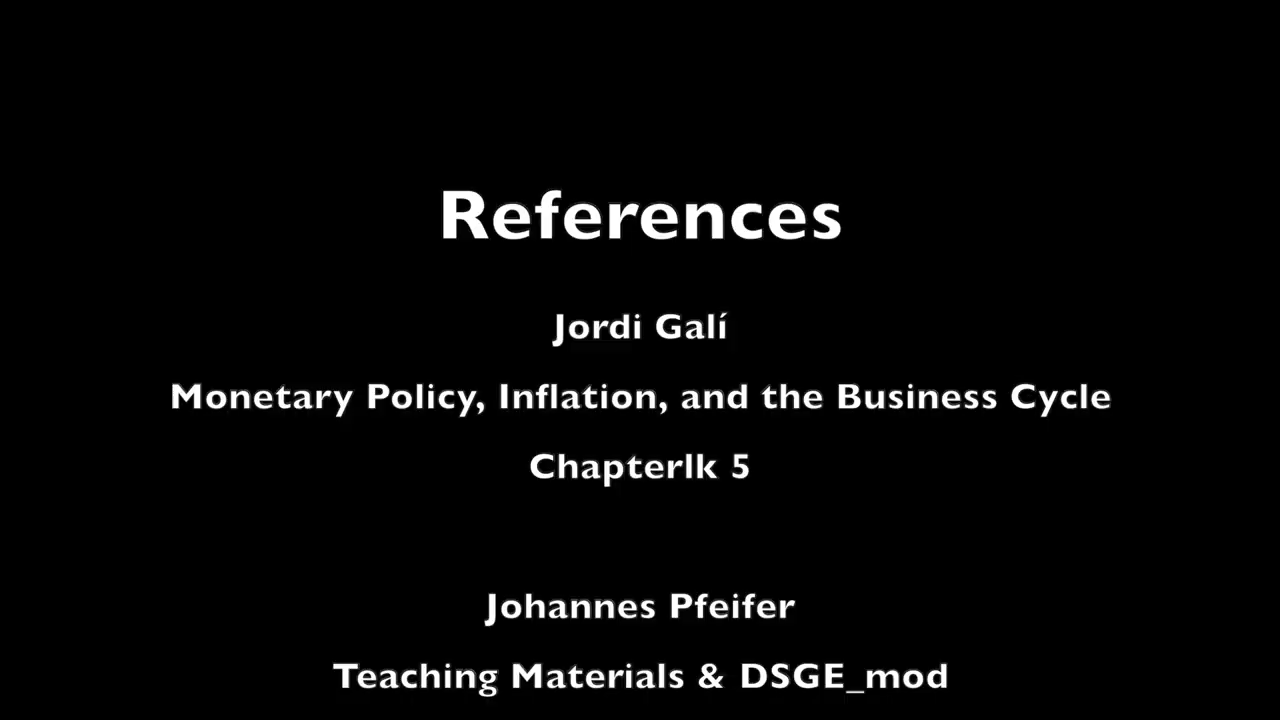 References
Jordi Galí
Monetary Policy, Inflation, and the Business Cycle
Chapterlk 5
Johannes Pfeifer
Teaching Materials & DSGE_mod